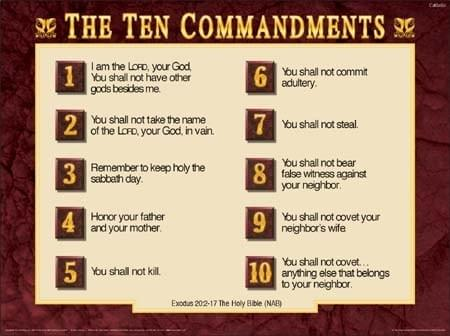 Catholic
THE TEN COMMANDMENTS
1
I am the LORD, your God,
You shall not have other
gods besides me.
2
You shall not take the name
of the LORD, your God, in vain.
3
Remember to keep holy the
sabbath day.
4
Honor your father
and your mother.
5
You shall not kill.
6
You shall not commit
adultery.
7
You shall not steal.
8
You shall not bear
false witness against
your neighbor.
9
You shall not covet your
neighbor's wife.
10
You shall not covet...
anything else that belongs
to your neighbor.
Exodus 20:2-17 The Holy Bible (NAB)